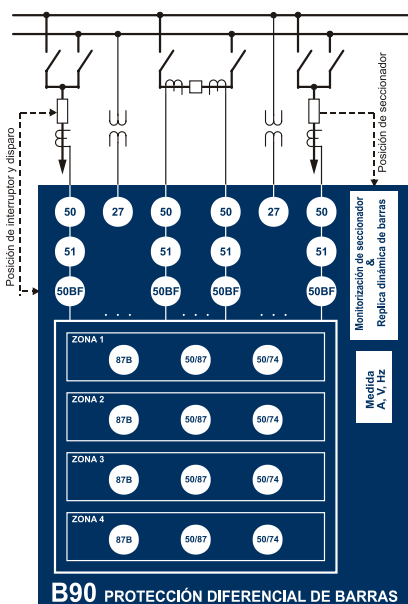 Posición de interruptor y disparo
Posición de seccionador
50 27 50 50 27 50
51 51 51 51
50BF 50BF 50BF 50BF
. . . . . .
Monitorización de seccionador
&
Replica dinámica de barras
Medida
A, V, Hz
ZONA 1
87B 50/87 50/74
ZONA 2
87B 50/87 50/74
ZONA 3
87B 50/87 50/74
ZONA 4
87B 50/87 50/74
B90 PROTECCIÓN DIFERENCIAL DE BARRAS